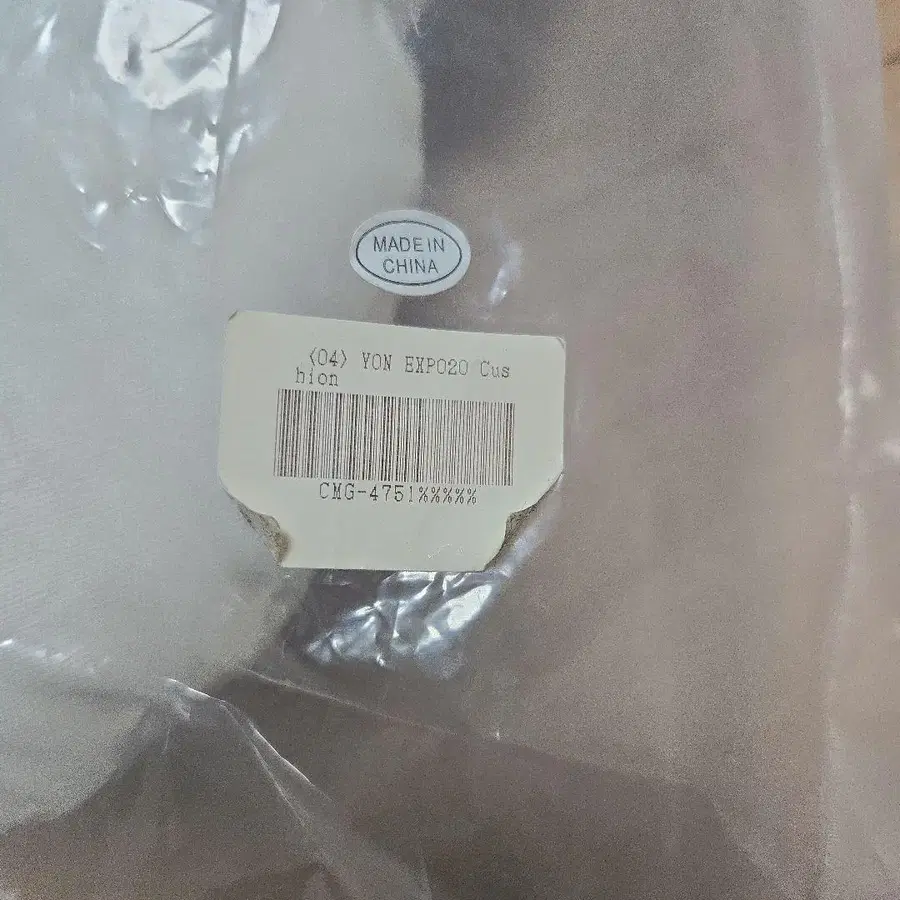 MADE IN
CHINA
<04> YON EXPO20 Cus
hion
CMG-4751%%%%%